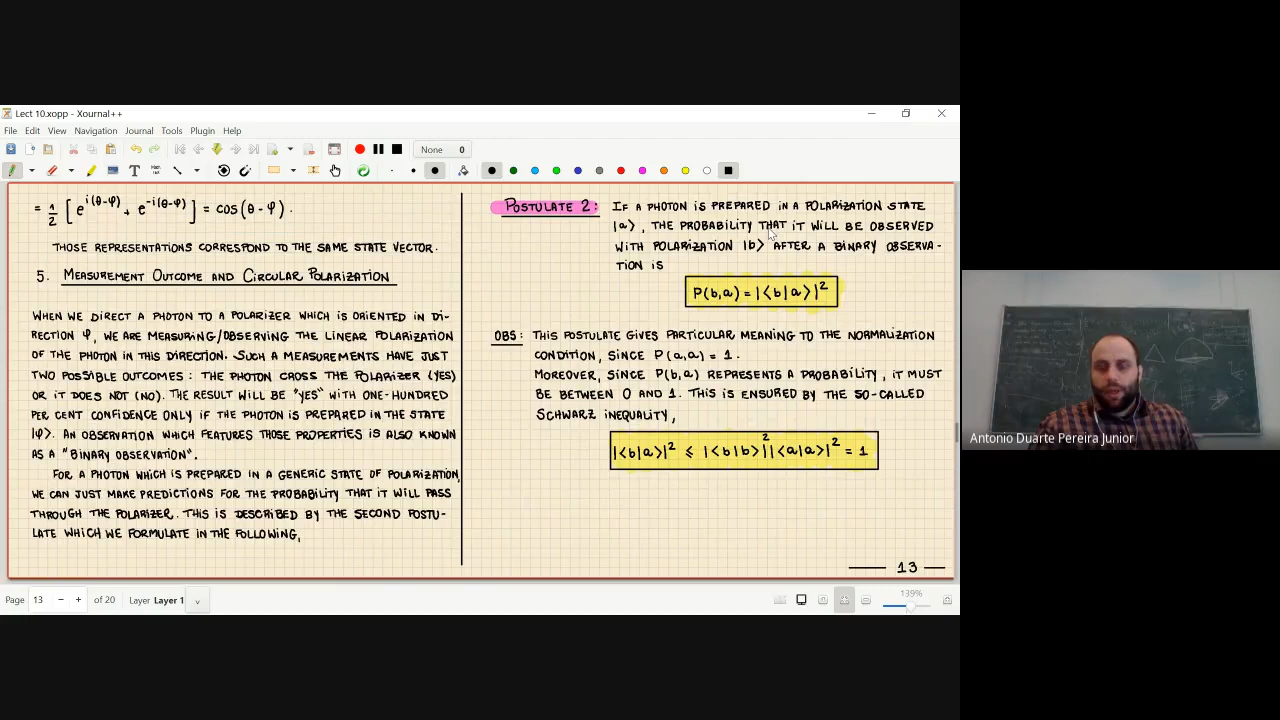 Lect 10.xopp - Xournal++
File Edit View Navigation Journal Tools Plugin Help
None 0
= 1/2 [e^{i(θ-φ)} + e^{-i(θ-φ)}] = cos(θ-φ).
THOSE REPRESENTATIONS CORRESPOND TO THE SAME STATE VECTOR.
5. MEASUREMENT OUTCOME AND CIRCULAR POLARIZATION
WHEN WE DIRECT A PHOTON TO A POLARIZER WHICH IS ORIENTED IN DI-
RECTION φ, WE ARE MEASURING/OBSERVING THE LINEAR POLARIZATION
OF THE PHOTON IN THIS DIRECTION. SUCH A MEASUREMENTS HAVE JUST
TWO POSSIBLE OUTCOMES: THE PHOTON CROSS THE POLARIZER (YES)
OR IT DOES NOT (NO). THE RESULT WILL BE "YES" WITH ONE-HUNDRED
PER CENT CONFIDENCE ONLY IF THE PHOTON IS PREPARED IN THE STATE
|φ>. AN OBSERVATION WHICH FEATURES THOSE PROPERTIES IS ALSO KNOWN
AS A "BINARY OBSERVATION".
FOR A PHOTON WHICH IS PREPARED IN A GENERIC STATE OF POLARIZATION,
WE CAN JUST MAKE PREDICTIONS FOR THE PROBABILITY THAT IT WILL PASS
THROUGH THE POLARIZER. THIS IS DESCRIBED BY THE SECOND POSTU-
LATE WHICH WE FORMULATE IN THE FOLLOWING,
POSTULATE 2: IF A PHOTON IS PREPARED IN A POLARIZATION STATE
|a>, THE PROBABILITY THAT IT WILL BE OBSERVED
WITH POLARIZATION |b> AFTER A BINARY OBSERVA-
TION IS
P(b,a) = |<b|a>|²
OBS: THIS POSTULATE GIVES PARTICULAR MEANING TO THE NORMALIZATION
CONDITION, SINCE P(a,a) = 1.
MOREOVER, SINCE P(b,a) REPRESENTS A PROBABILITY, IT MUST
BE BETWEEN 0 AND 1. THIS IS ENSURED BY THE SO-CALLED
SCHWARZ INEQUALITY,
|<b|a>|² ≤ |<b|b>|²|<a|a>|² = 1
13
Page 13 − + of 20 Layer Layer 1
139%
Antonio Duarte Pereira Junior